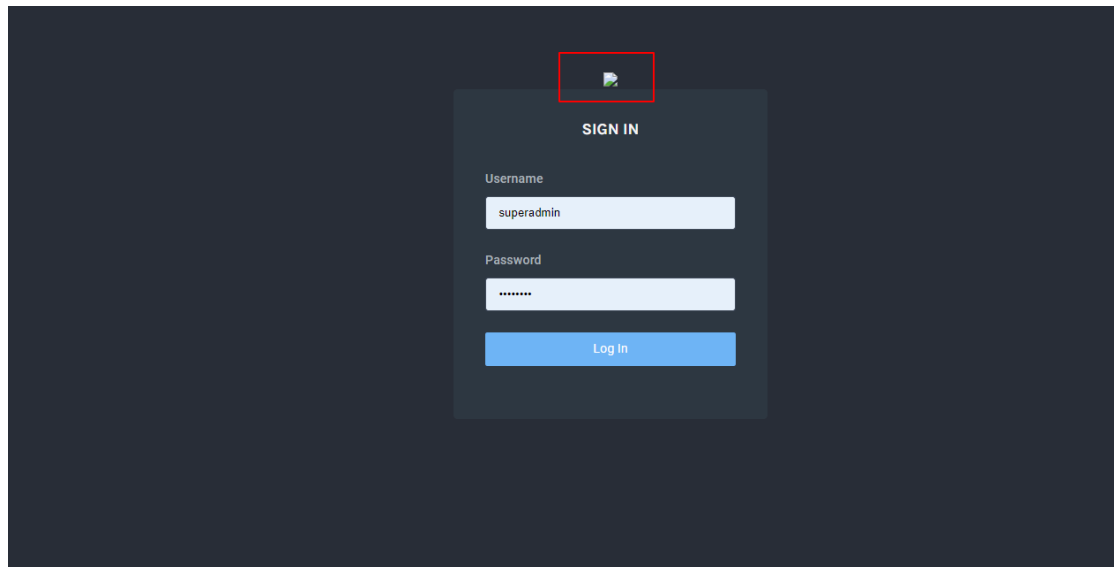 SIGN IN
Username
superadmin
Password
••••••••
Log In